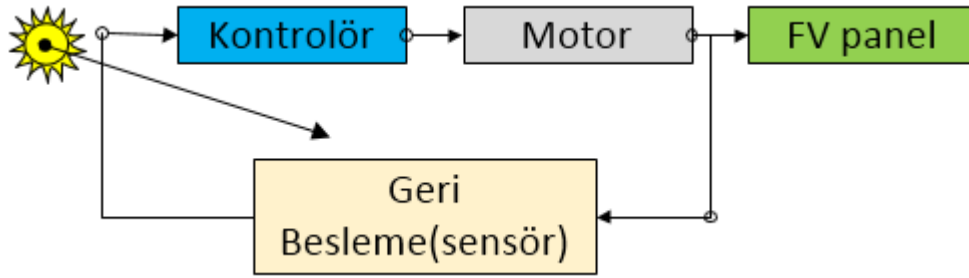 Kontrolör
Motor
FV panel
Geri
Besleme(sensör)